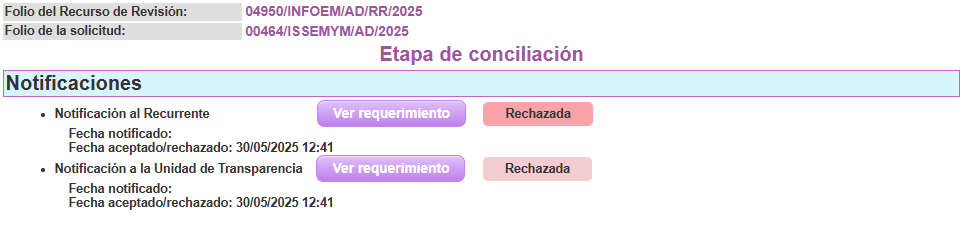 Folio del Recurso de Revisión: 04950/INFOEM/AD/RR/2025
Folio de la solicitud: 00464/ISSEMYM/AD/2025
Etapa de conciliación
Notificaciones
• Notificación al Recurrente Ver requerimiento Rechazada
Fecha notificado:
Fecha aceptado/rechazado: 30/05/2025 12:41
• Notificación a la Unidad de Transparencia Ver requerimiento Rechazada
Fecha notificado:
Fecha aceptado/rechazado: 30/05/2025 12:41